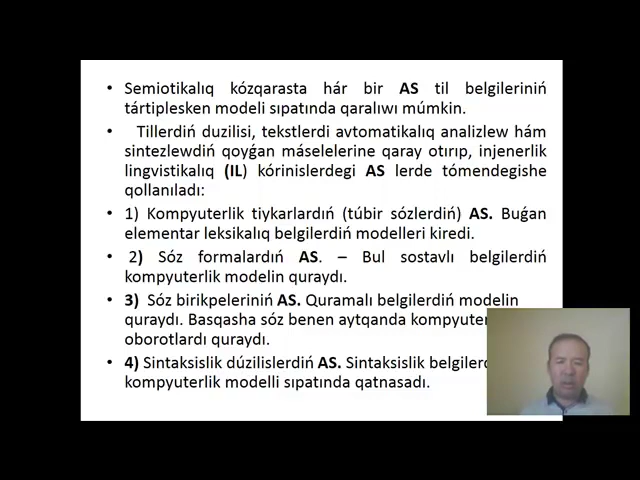 • Semiotikalıq kózqarasta hár bir AS til belgileriniń
tártiplesken modeli sıpatında qaralıwı múmkin.
• Tillerdiń duzilisi, tekstlerdi avtomatikalıq analizlew hám
sintezlewdiń qoyǵan máselelerine qaray otırıp, injenerlik
lingvistikalıq (IL) kórinislerdegi AS lerde tómendegishe
qollanıladı:
• 1) Kompyuterlik tiykarlardıń (túbir sózlerdiń) AS. Buǵan
elementar leksikalıq belgilerdiń modelleri kiredi.
• 2) Sóz formalardıń AS. – Bul sostavlı belgilerdiń
kompyuterlik modelin quraydı.
• 3) Sóz birikpeleriniń AS. Quramalı belgilerdiń modelin
quraydı. Basqasha sóz benen aytqanda kompyuter
oborotlardı quraydı.
• 4) Sintaksislik dúzilislerdiń AS. Sintaksislik
kompyuterlik modelli sıpatında qatnasadı.